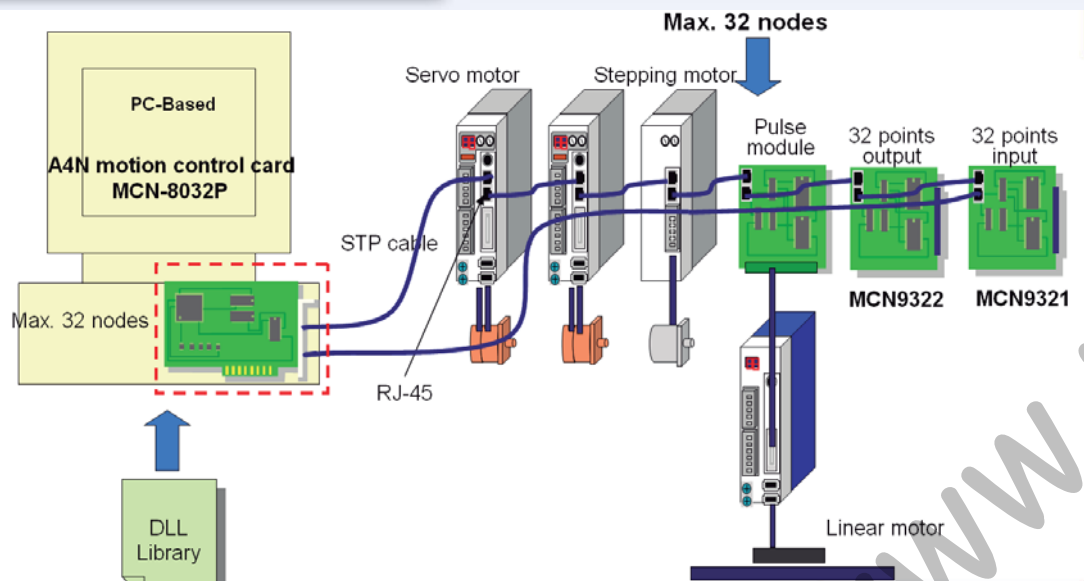 Max. 32 nodes
Servo motor
Stepping motor
PC-Based
A4N motion control card
MCN-8032P
Pulse
module
32 points
output
32 points
input
STP cable
MCN9322
MCN9321
Max. 32 nodes
RJ-45
DLL
Library
Linear motor